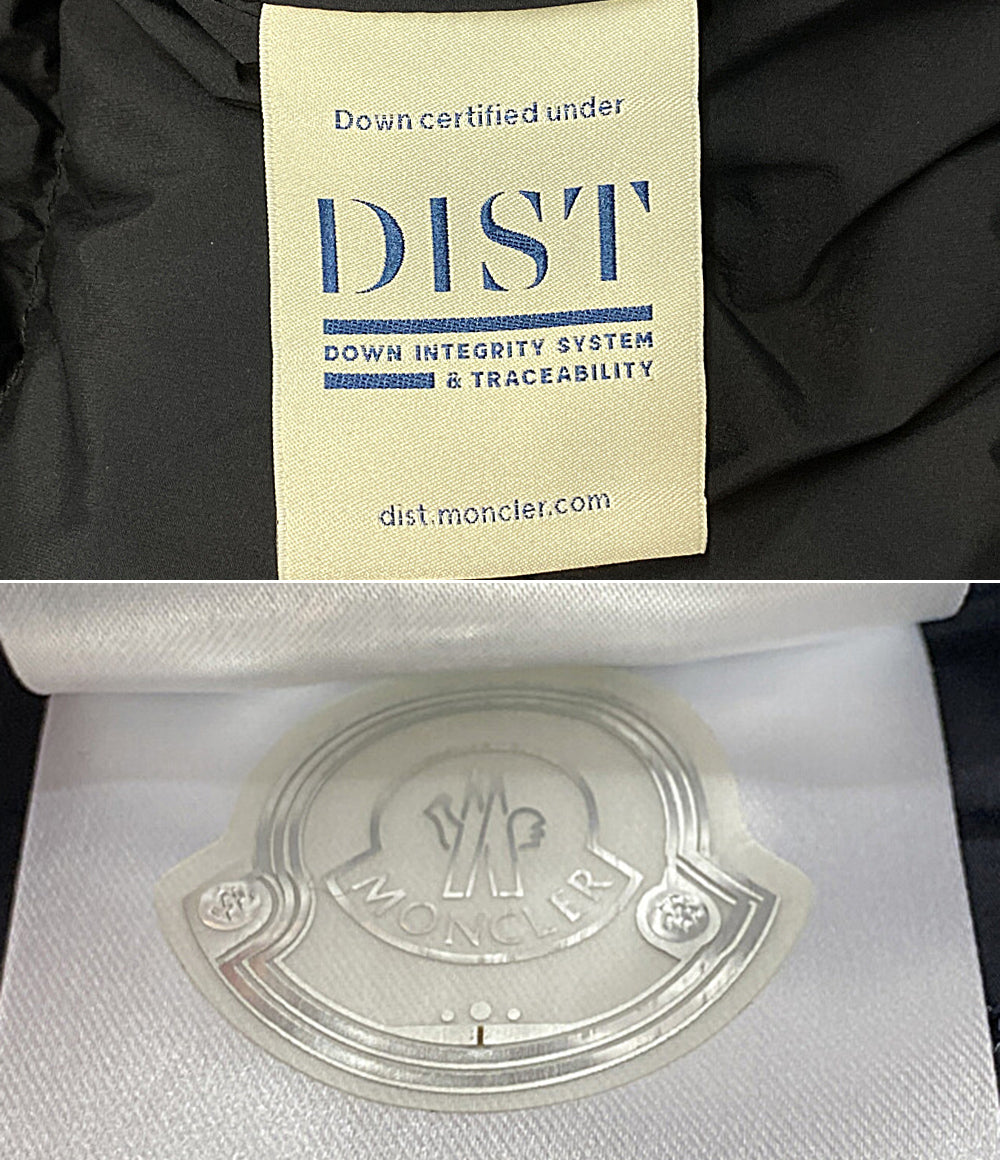 Down certified under
DIST
DOWN INTEGRITY SYSTEM
& TRACEABILITY
dist.moncler.com
MONCLER